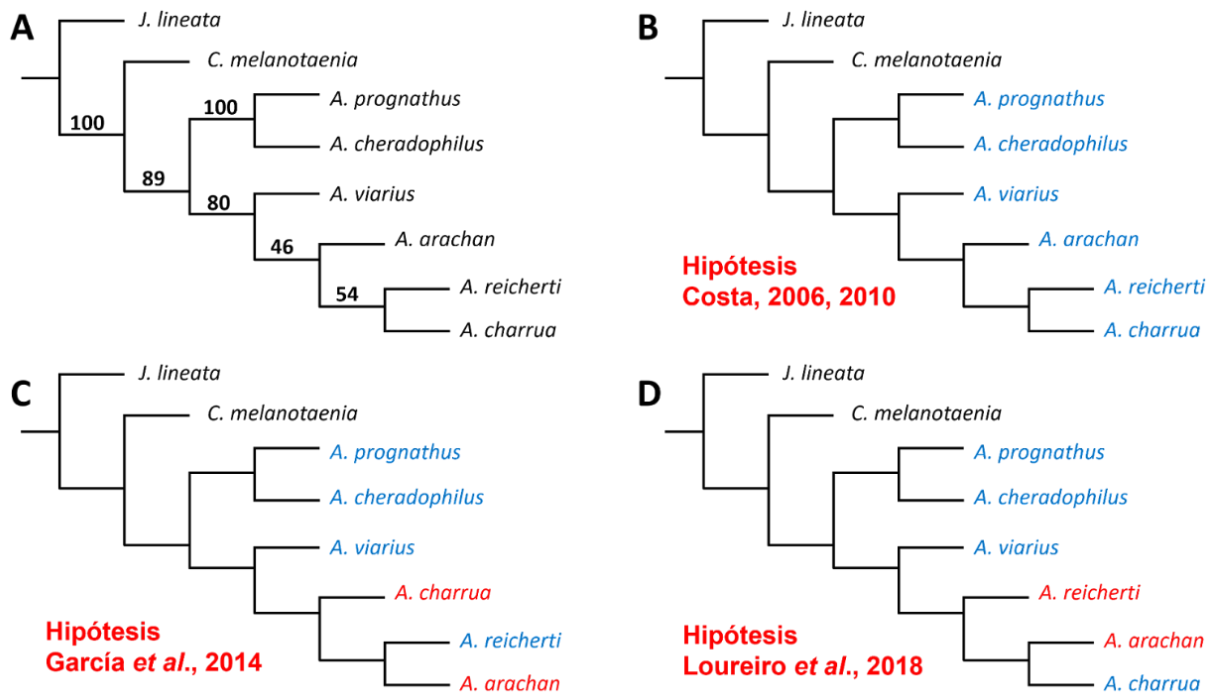 A
J. lineata
C. melanotaenia
100
A. prognathus
100
A. cheradophilus
89
A. viarius
80
A. arachan
46
A. reicherti
54
A. charrua
B
J. lineata
C. melanotaenia
A. prognathus
A. cheradophilus
A. viarius
A. arachan
Hipótesis
Costa, 2006, 2010
A. reicherti
A. charrua
C
J. lineata
C. melanotaenia
A. prognathus
A. cheradophilus
A. viarius
A. charrua
Hipótesis
García et al., 2014
A. reicherti
A. arachan
D
J. lineata
C. melanotaenia
A. prognathus
A. cheradophilus
A. viarius
A. reicherti
Hipótesis
Loureiro et al., 2018
A. arachan
A. charrua